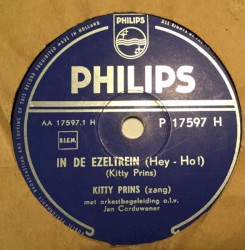 PHILIPS
PHILIPS
AA 17597.1 H
P 17597 H
B.I.E.M.
IN DE EZELTREIN (Hey - Ho!)
(Kitty Prins)
KITTY PRINS (zang)
met orkestbegeleiding o.l.v.
Jan Corduwener